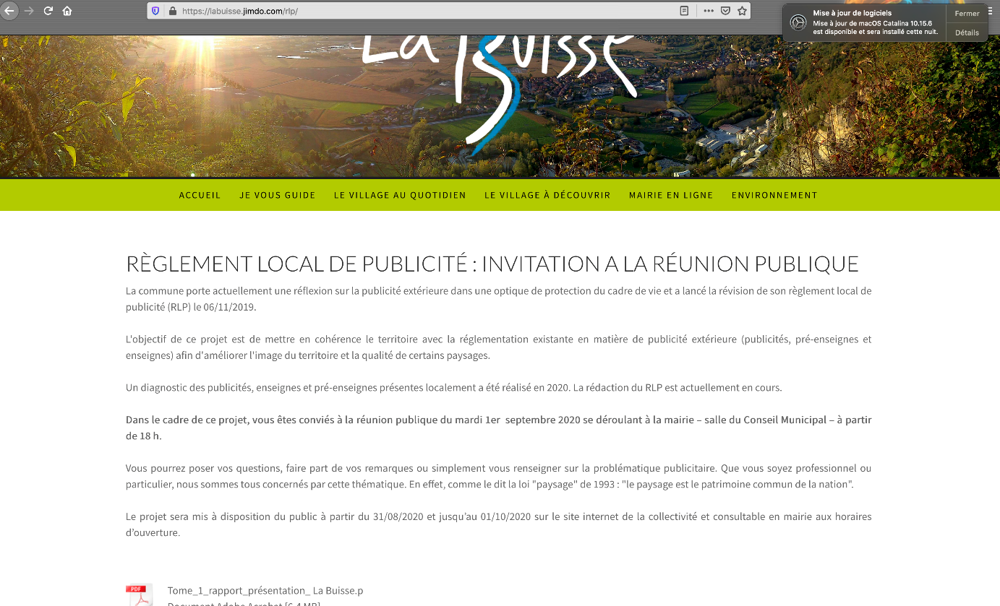 https://labuisse.jimdo.com/rlp/
Mise à jour de logiciels
Mise à jour de macOS Catalina 10.15.6
est disponible et sera installé cette nuit.
Fermer
Détails
La Buisse
ACCUEIL JE VOUS GUIDE LE VILLAGE AU QUOTIDIEN LE VILLAGE À DÉCOUVRIR MAIRIE EN LIGNE ENVIRONNEMENT
RÈGLEMENT LOCAL DE PUBLICITÉ : INVITATION A LA RÉUNION PUBLIQUE
La commune porte actuellement une réflexion sur la publicité extérieure dans une optique de protection du cadre de vie et a lancé la révision de son règlement local de
publicité (RLP) le 06/11/2019.
L'objectif de ce projet est de mettre en cohérence le territoire avec la réglementation existante en matière de publicité extérieure (publicités, pré-enseignes et
enseignes) afin d'améliorer l'image du territoire et la qualité de certains paysages.
Un diagnostic des publicités, enseignes et pré-enseignes présentes localement a été réalisé en 2020. La rédaction du RLP est actuellement en cours.
Dans le cadre de ce projet, vous êtes conviés à la réunion publique du mardi 1er septembre 2020 se déroulant à la mairie – salle du Conseil Municipal – à partir
de 18 h.
Vous pourrez poser vos questions, faire part de vos remarques ou simplement vous renseigner sur la problématique publicitaire. Que vous soyez professionnel ou
particulier, nous sommes tous concernés par cette thématique. En effet, comme le dit la loi "paysage" de 1993 : "le paysage est le patrimoine commun de la nation".
Le projet sera mis à disposition du public à partir du 31/08/2020 et jusqu’au 01/10/2020 sur le site internet de la collectivité et consultable en mairie aux horaires
d’ouverture.
PDF
Tome_1_rapport_présentation_ La Buisse.p
Document Adobe Acrobat [6.4 MB]